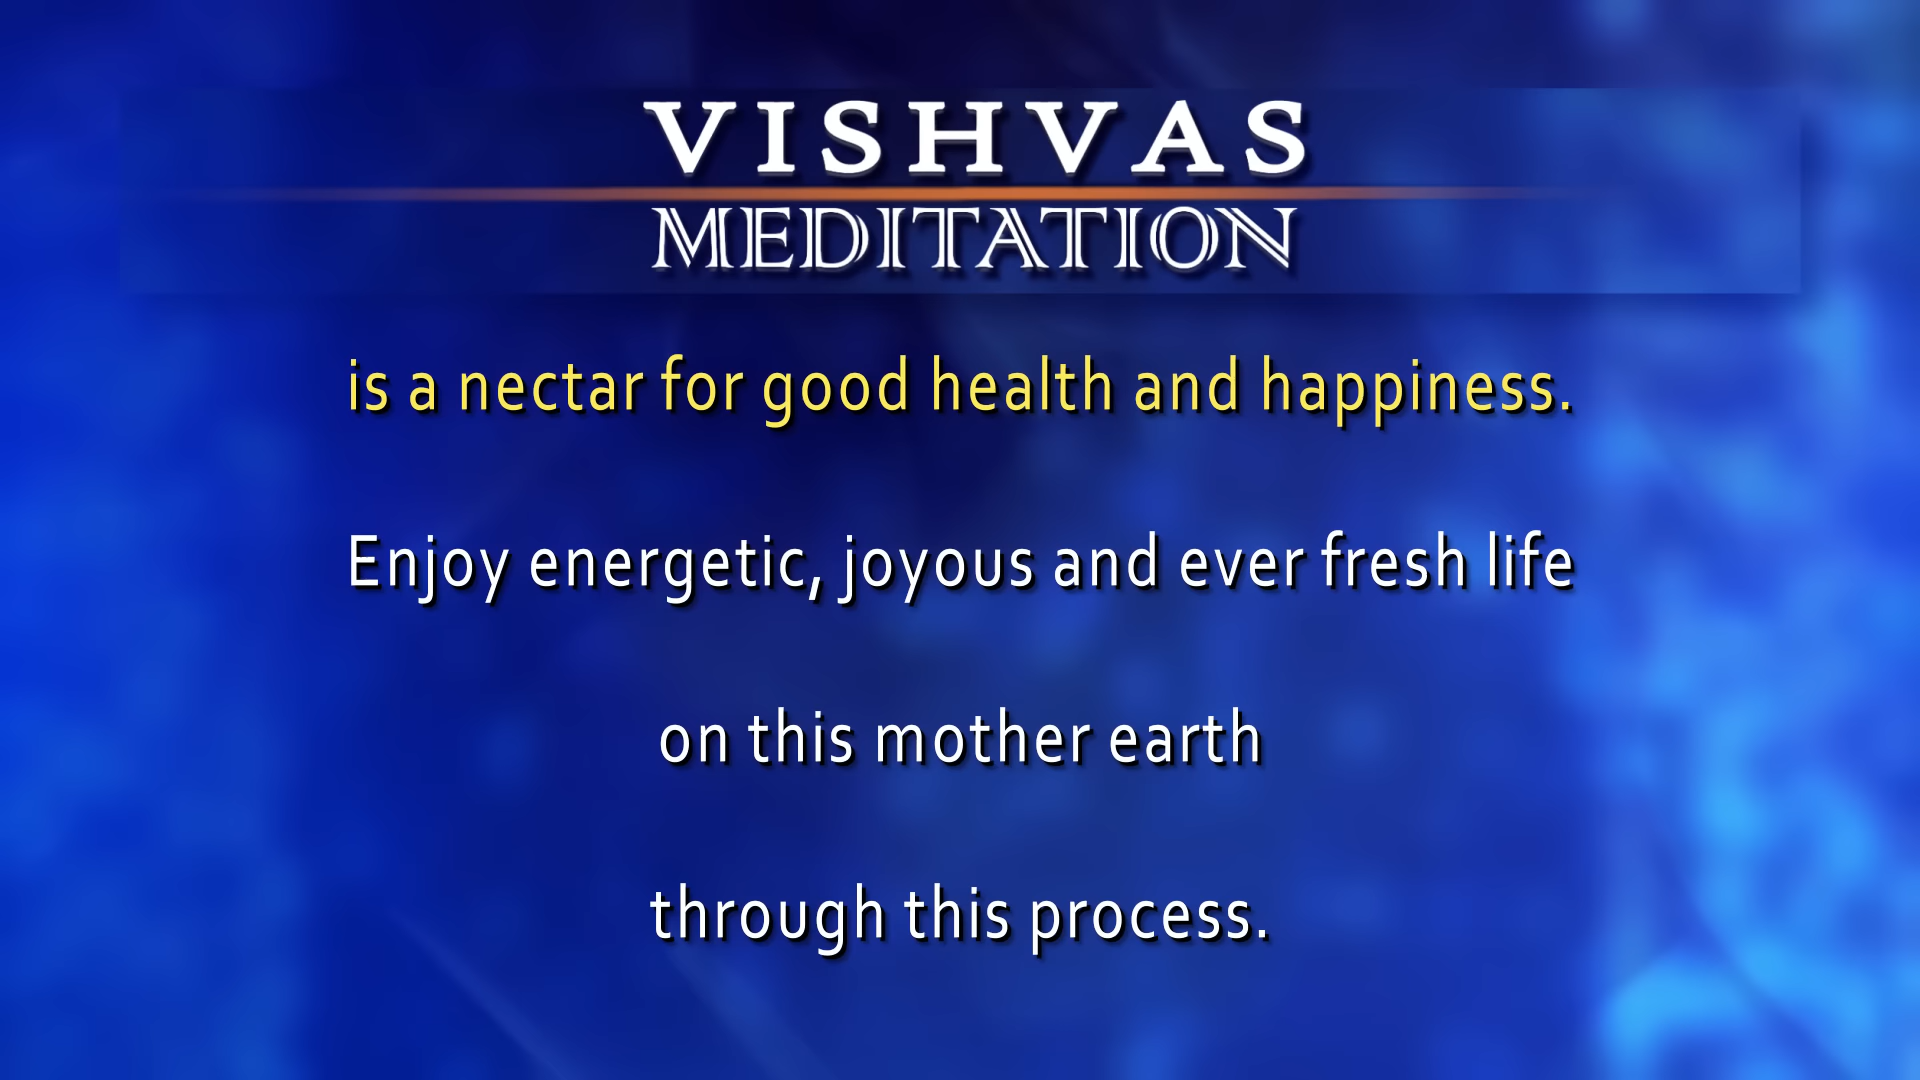 VISHVAS
MEDITATION
is a nectar for good health and happiness.
Enjoy energetic, joyous and ever fresh life
on this mother earth
through this process.